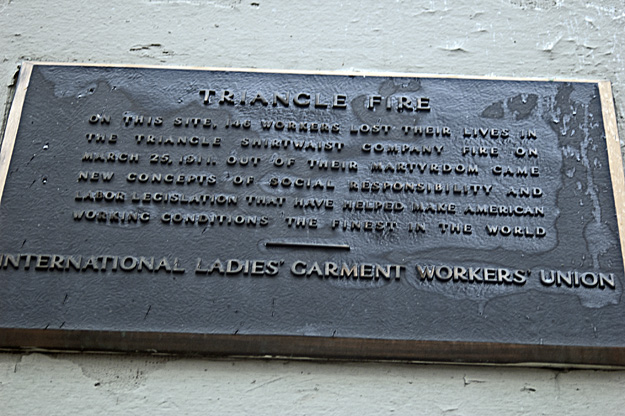 TRIANGLE FIRE
ON THIS SITE, 146 WORKERS LOST THEIR LIVES IN
THE TRIANGLE SHIRTWAIST COMPANY FIRE ON
MARCH 25, 1911. OUT OF THEIR MARTYRDOM CAME
NEW CONCEPTS OF SOCIAL RESPONSIBILITY AND
LABOR LEGISLATION THAT HAVE HELPED MAKE AMERICAN
WORKING CONDITIONS THE FINEST IN THE WORLD
INTERNATIONAL LADIES' GARMENT WORKERS' UNION